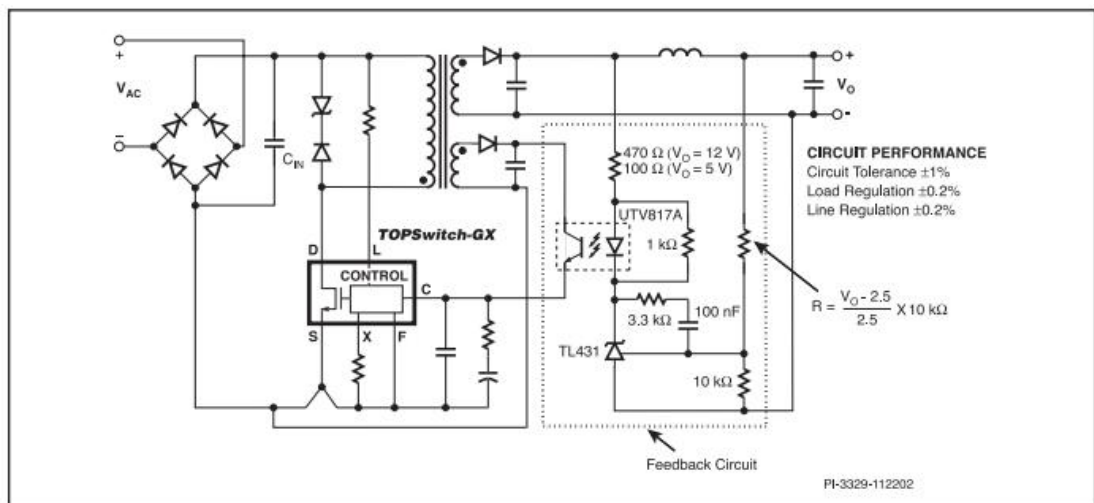 +
V_AC
–
C_IN
+
V_O
-
470 Ω (V_O = 12 V)
100 Ω (V_O = 5 V)
CIRCUIT PERFORMANCE
Circuit Tolerance ±1%
Load Regulation ±0.2%
Line Regulation ±0.2%
UTV817A
1 kΩ
TOPSwitch-GX
D
L
CONTROL
C
S
X
F
3.3 kΩ
100 nF
R = (V_O - 2.5)/2.5 X 10 kΩ
TL431
10 kΩ
Feedback Circuit
PI-3329-112202